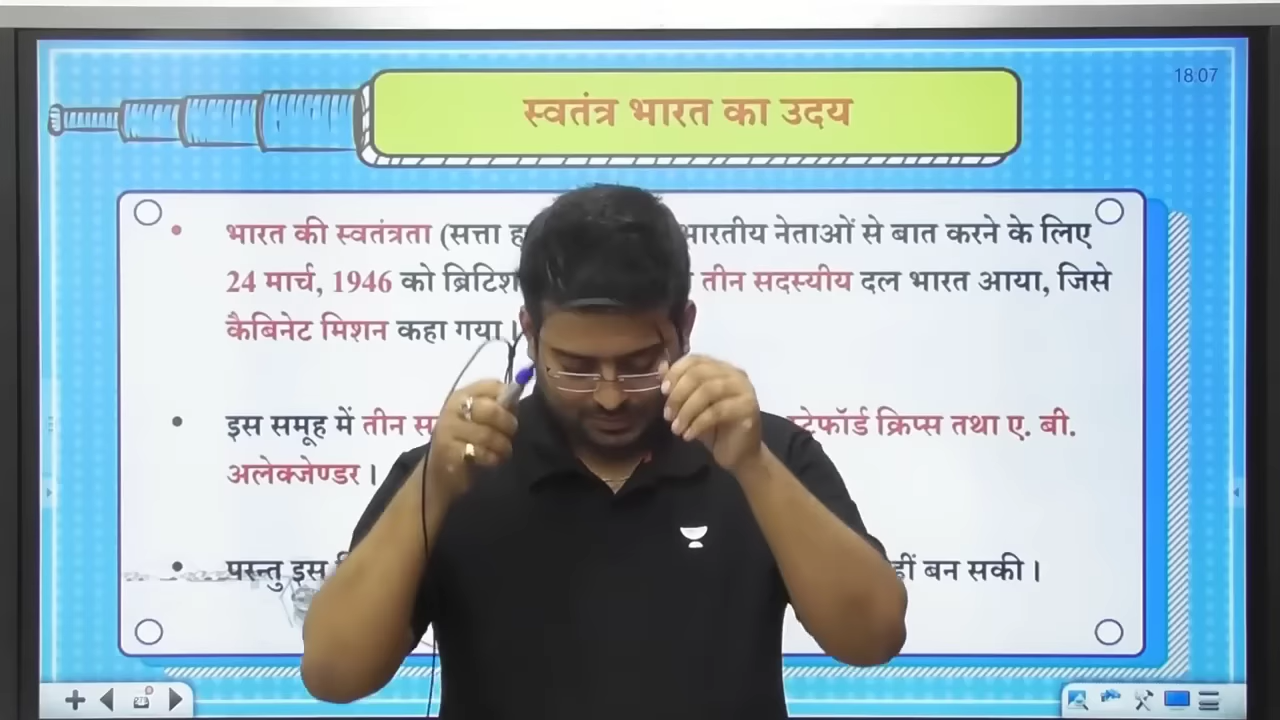 18:07
स्वतंत्र भारत का उदय
भारत की स्वतंत्रता (सत्ता भारतीय नेताओं से बात करने के लिए
24 मार्च, 1946 को ब्रिटिश तीन सदस्यीय दल भारत आया, जिसे
कैबिनेट मिशन कहा गया।
इस समूह में तीन क्रिप्स तथा ए. बी.
अलेक्जेण्डर।
परन्तु इस बन सकी।